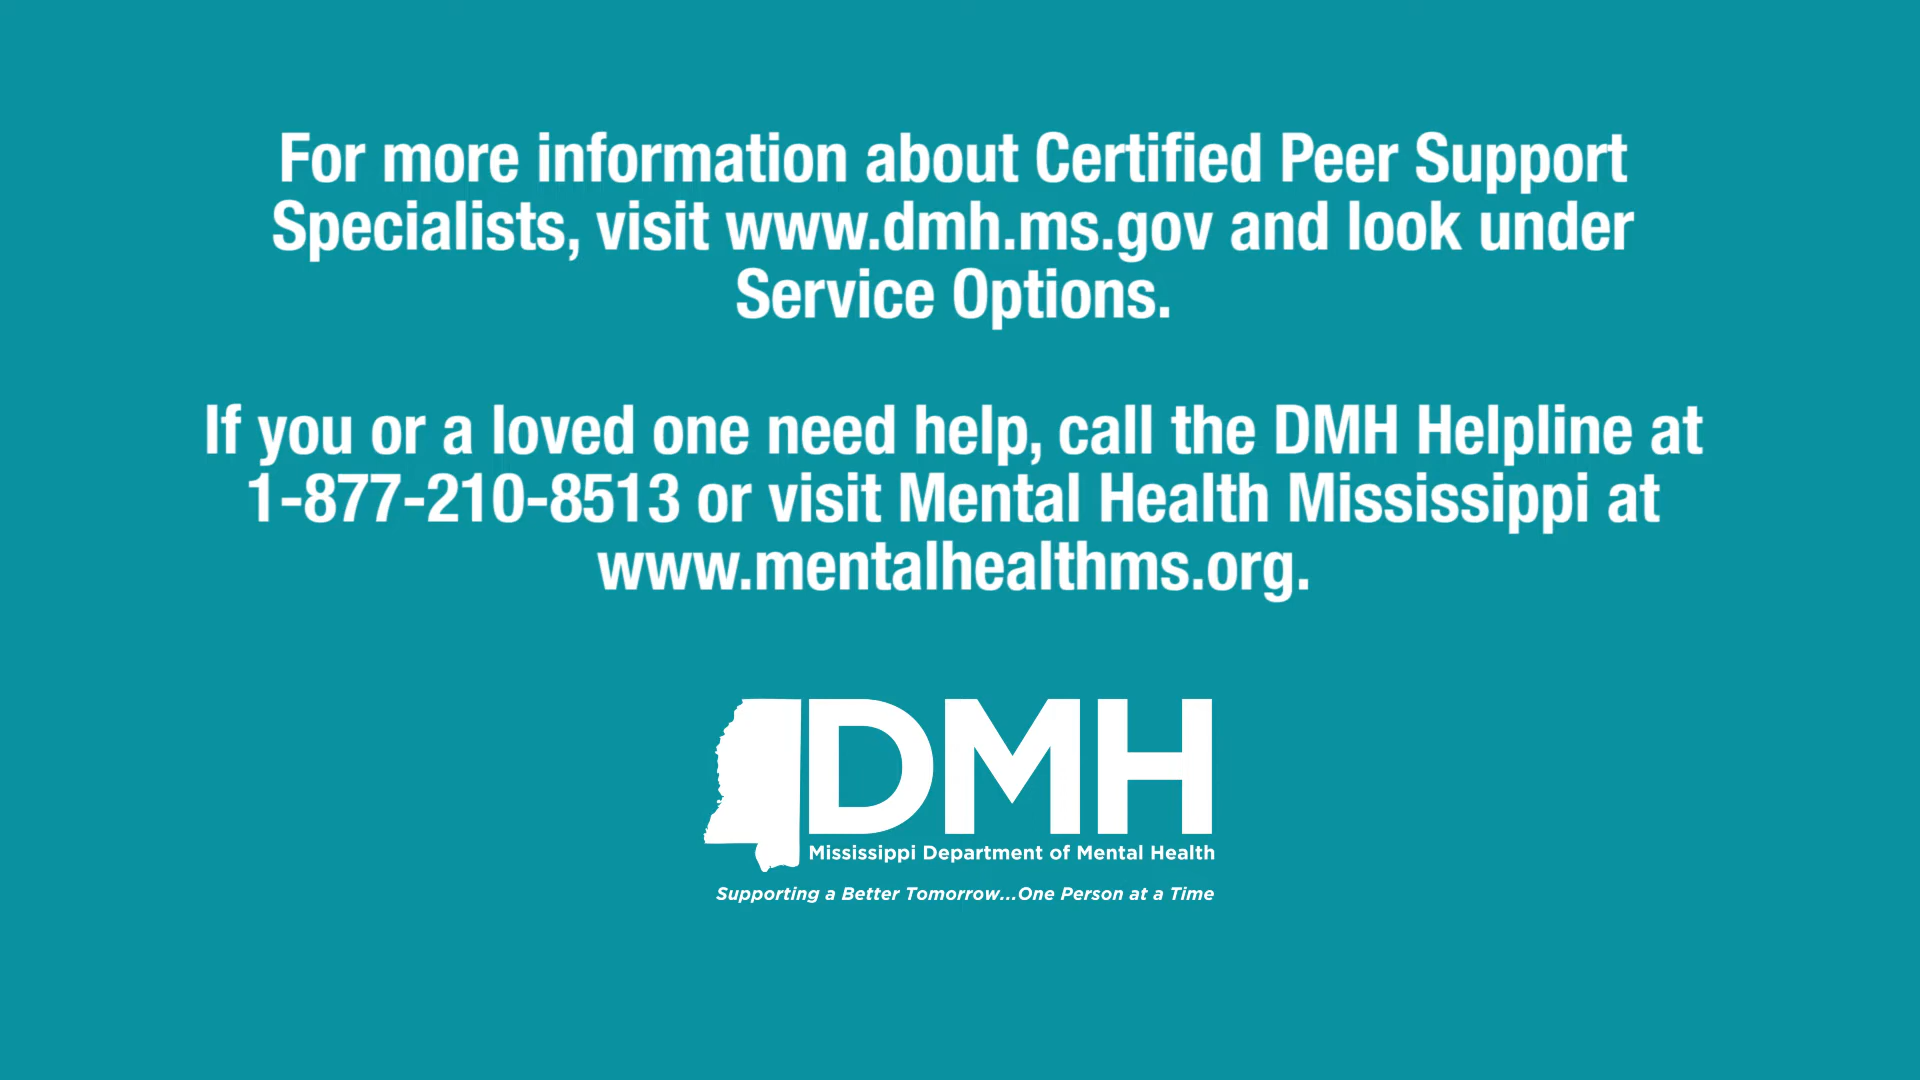 For more information about Certified Peer Support
Specialists, visit www.dmh.ms.gov and look under
Service Options.
If you or a loved one need help, call the DMH Helpline at
1-877-210-8513 or visit Mental Health Mississippi at
www.mentalhealthms.org.
DMH
Mississippi Department of Mental Health
Supporting a Better Tomorrow...One Person at a Time